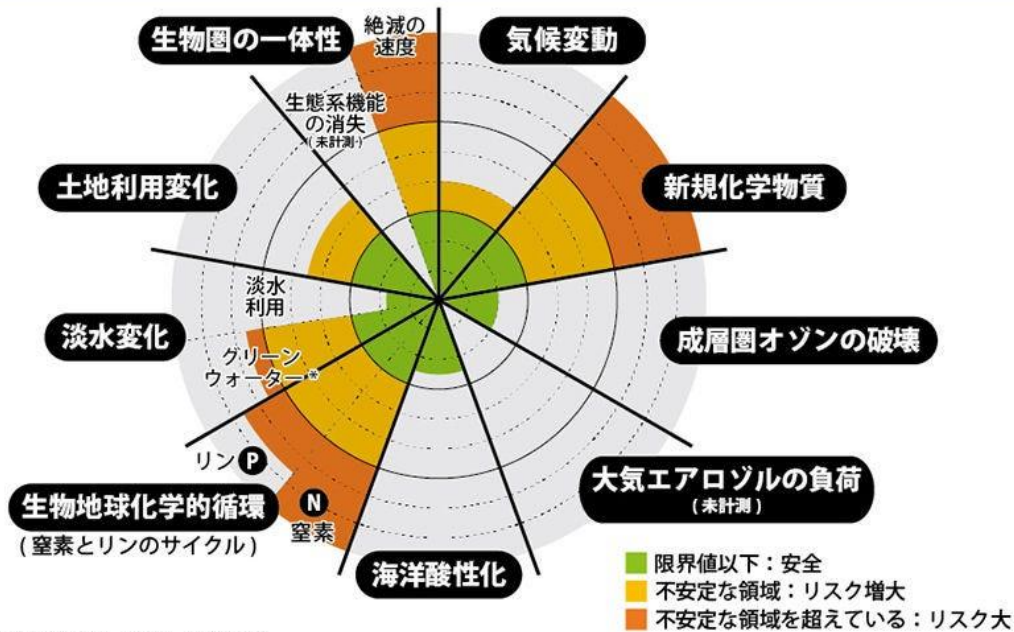 絶滅の
速度
生物圏の一体性
気候変動
生態系機能
の消失
(未計測)
土地利用変化
新規化学物質
淡水
利用
淡水変化
成層圏オゾンの破壊
グリーン
ウォーター*
リンP
大気エアロゾルの負荷
(未計測)
生物地球化学的循環
(窒素とリンのサイクル)
N
窒素
海洋酸性化
限界値以下:安全
不安定な領域:リスク増大
不安定な領域を超えている:リスク大